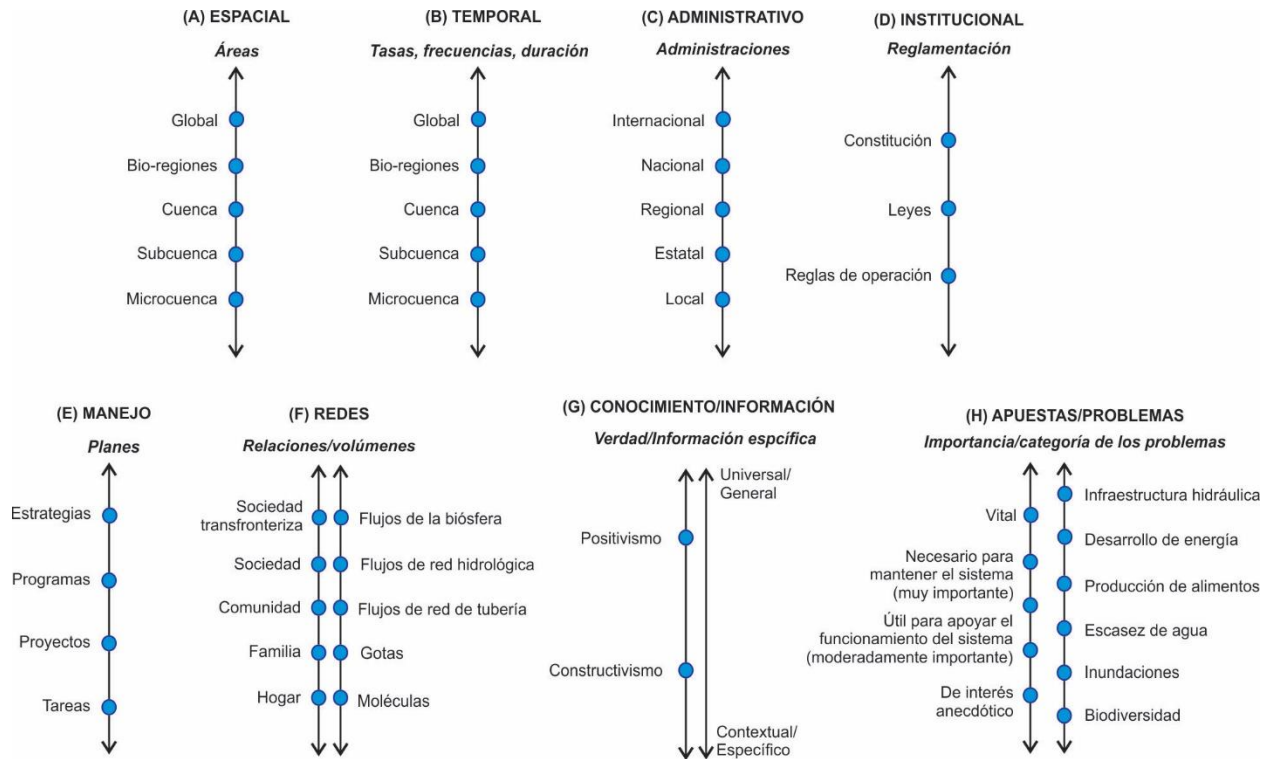 (A) ESPACIAL
Áreas
Global
Bio-regiones
Cuenca
Subcuenca
Microcuenca
(B) TEMPORAL
Tasas, frecuencias, duración
Global
Bio-regiones
Cuenca
Subcuenca
Microcuenca
(C) ADMINISTRATIVO
Administraciones
Internacional
Nacional
Regional
Estatal
Local
(D) INSTITUCIONAL
Reglamentación
Constitución
Leyes
Reglas de operación
(E) MANEJO
Planes
Estrategias
Programas
Proyectos
Tareas
(F) REDES
Relaciones/volúmenes
Sociedad
transfronteriza
Sociedad
Comunidad
Familia
Hogar
Flujos de la biósfera
Flujos de red hidrológica
Flujos de red de tubería
Gotas
Moléculas
(G) CONOCIMIENTO/INFORMACIÓN
Verdad/Información espcífica
Positivismo
Constructivismo
Universal/
General
Contextual/
Específico
(H) APUESTAS/PROBLEMAS
Importancia/categoría de los problemas
Vital
Necesario para
mantener el sistema
(muy importante)
Útil para apoyar el
funcionamiento del sistema
(moderadamente importante)
De interés
anecdótico
Infraestructura hidráulica
Desarrollo de energía
Producción de alimentos
Escasez de agua
Inundaciones
Biodiversidad